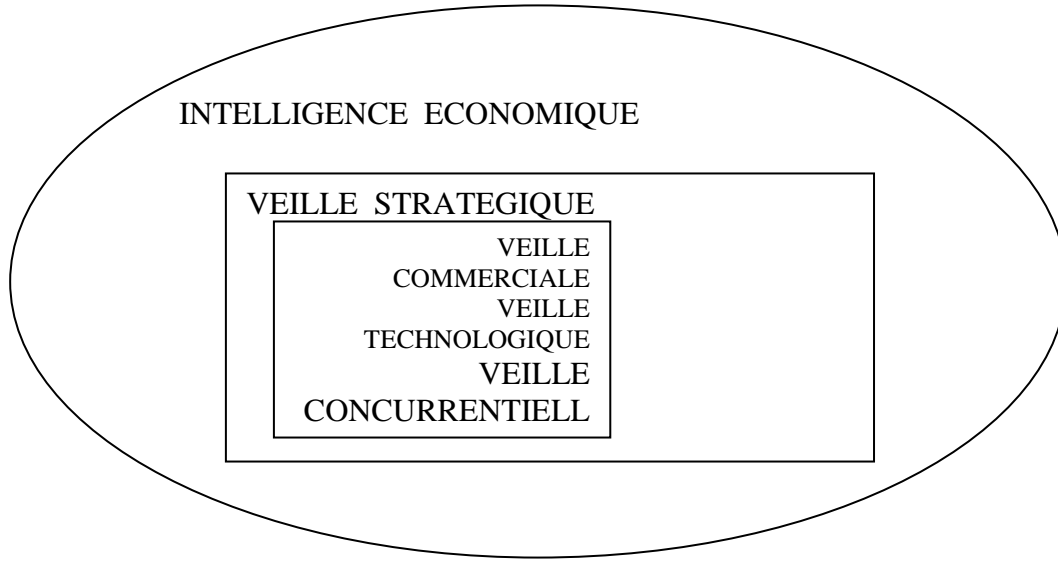 INTELLIGENCE ECONOMIQUE
VEILLE STRATEGIQUE
VEILLE
COMMERCIALE
VEILLE
TECHNOLOGIQUE
VEILLE
CONCURRENTIELL